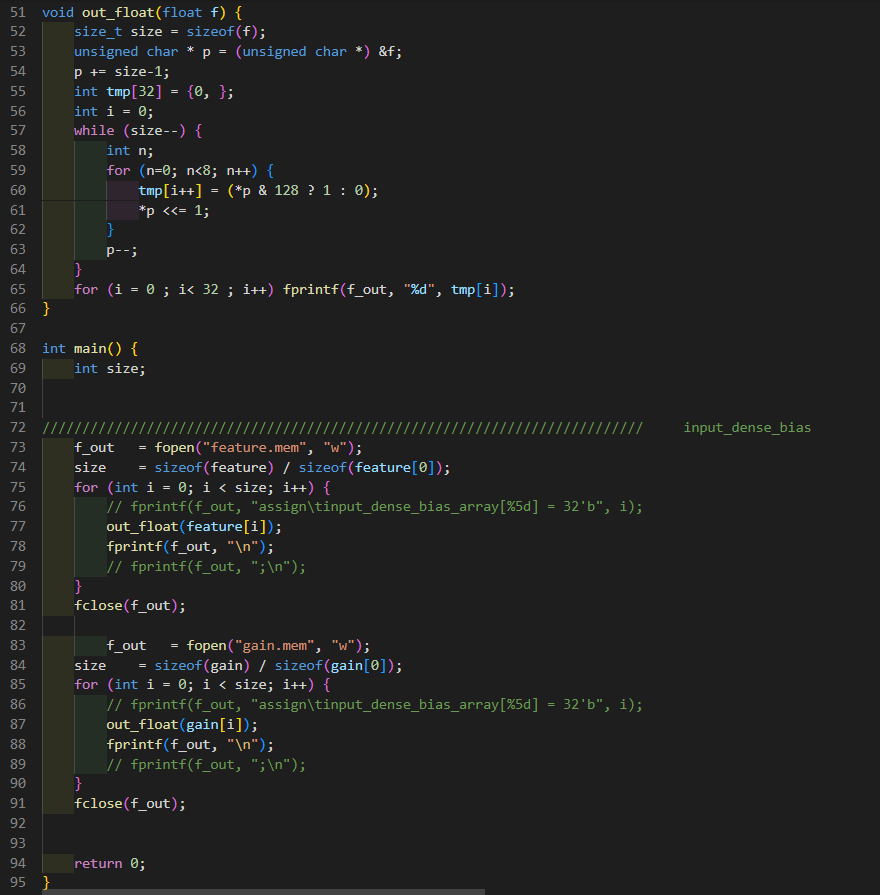 51 void out_float(float f) {
52     size_t size = sizeof(f);
53     unsigned char * p = (unsigned char *) &f;
54     p += size-1;
55     int tmp[32] = {0, };
56     int i = 0;
57     while (size--) {
58         int n;
59         for (n=0; n<8; n++) {
60             tmp[i++] = (*p & 128 ? 1 : 0);
61             *p <<= 1;
62         }
63         p--;
64     }
65     for (i = 0 ; i< 32 ; i++) fprintf(f_out, "%d", tmp[i]);
66 }
67
68 int main() {
69     int size;
70
71
72 ///////////////////////////////////////////////////////////////////////////     input_dense_bias
73     f_out   = fopen("feature.mem", "w");
74     size    = sizeof(feature) / sizeof(feature[0]);
75     for (int i = 0; i < size; i++) {
76         // fprintf(f_out, "assign\tinput_dense_bias_array[%5d] = 32'b", i);
77         out_float(feature[i]);
78         fprintf(f_out, "\n");
79         // fprintf(f_out, ";\n");
80     }
81     fclose(f_out);
82
83         f_out   = fopen("gain.mem", "w");
84     size    = sizeof(gain) / sizeof(gain[0]);
85     for (int i = 0; i < size; i++) {
86         // fprintf(f_out, "assign\tinput_dense_bias_array[%5d] = 32'b", i);
87         out_float(gain[i]);
88         fprintf(f_out, "\n");
89         // fprintf(f_out, ";\n");
90     }
91     fclose(f_out);
92
93
94     return 0;
95 }